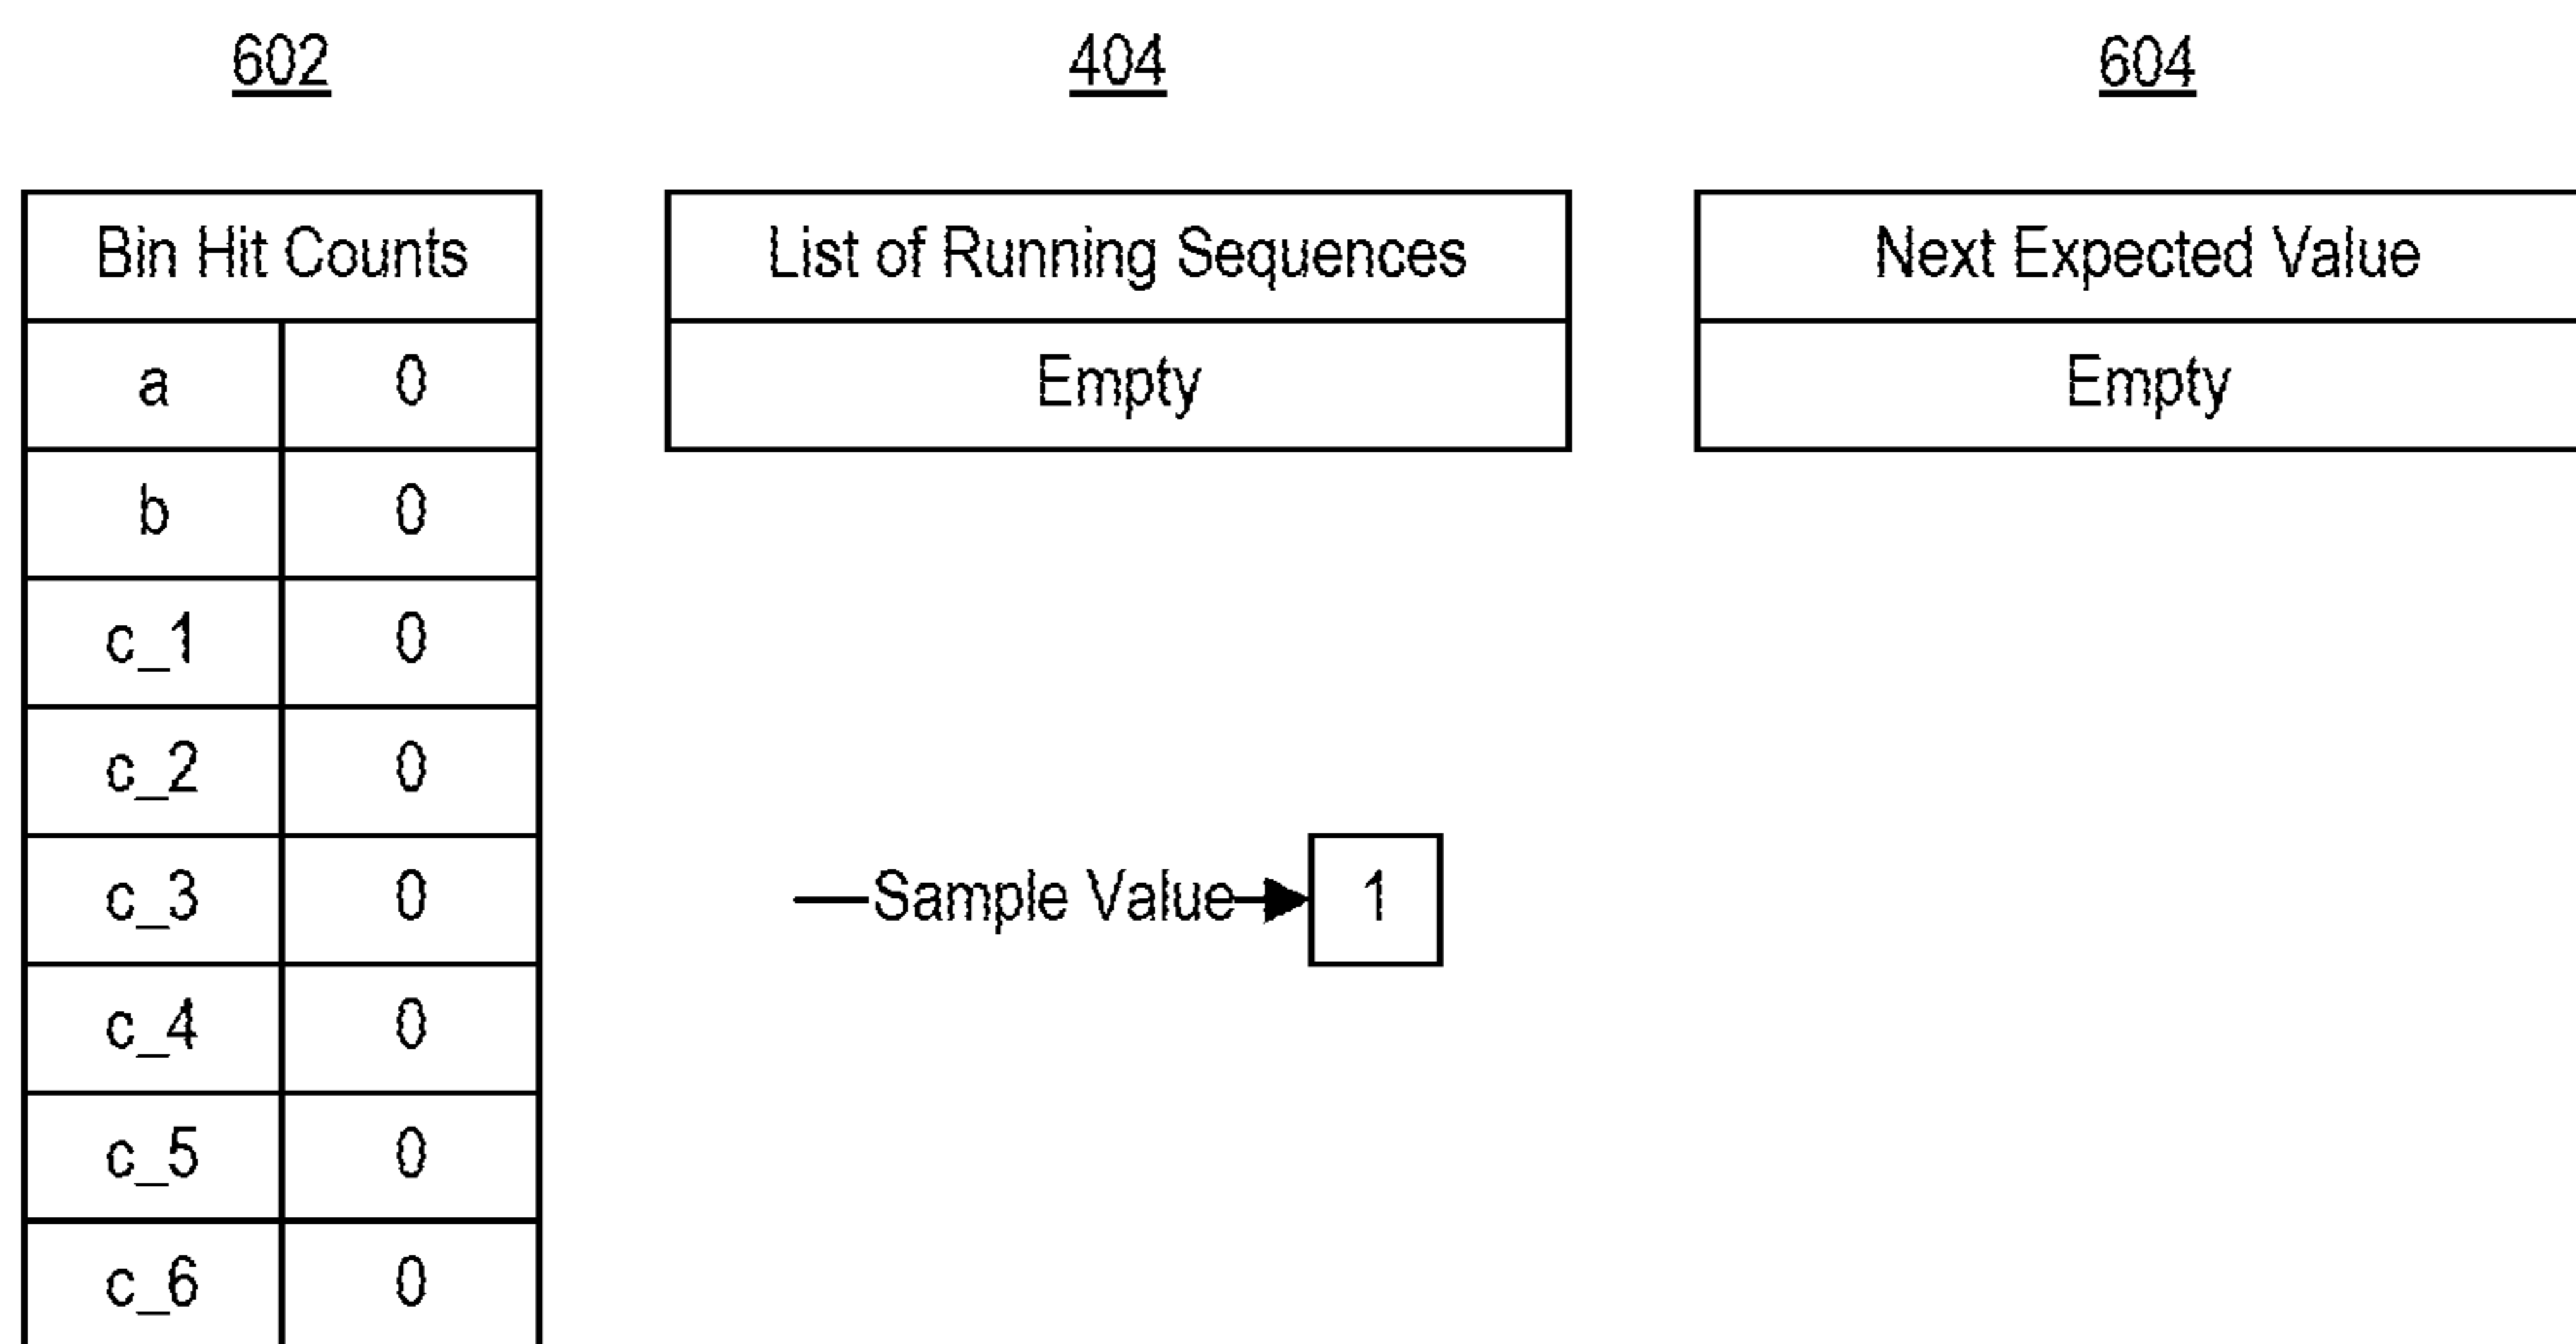 602 404 604
Bin Hit Counts List of Running Sequences Next Expected Value
a 0 Empty Empty
b 0
c_1 0
c_2 0
c_3 0 Sample Value 1
c_4 0
c_5 0
c_6 0